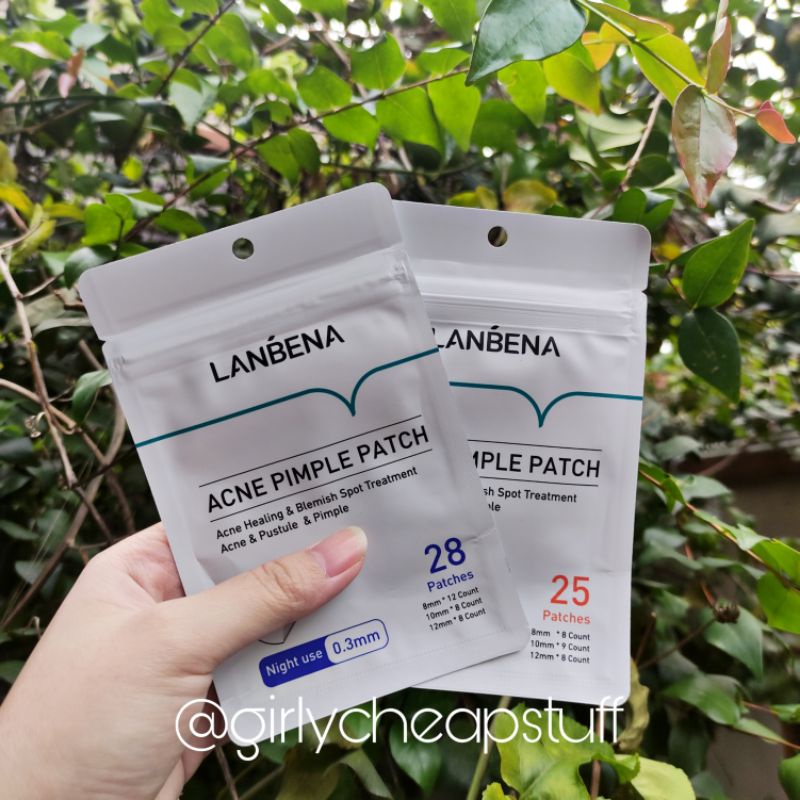 LANBENA
ACNE PIMPLE PATCH
Acne Healing & Blemish Spot Treatment
Acne & Pustule & Pimple
28
Patches
8mm * 12 Count
10mm * 8 Count
12mm * 8 Count
Night use 0.3mm
LANBENA
MPLE PATCH
sh Spot Treatment
ple
25
Patches
8mm * 8 Count
10mm * 9 Count
12mm * 8 Count
@girlycheapstuff